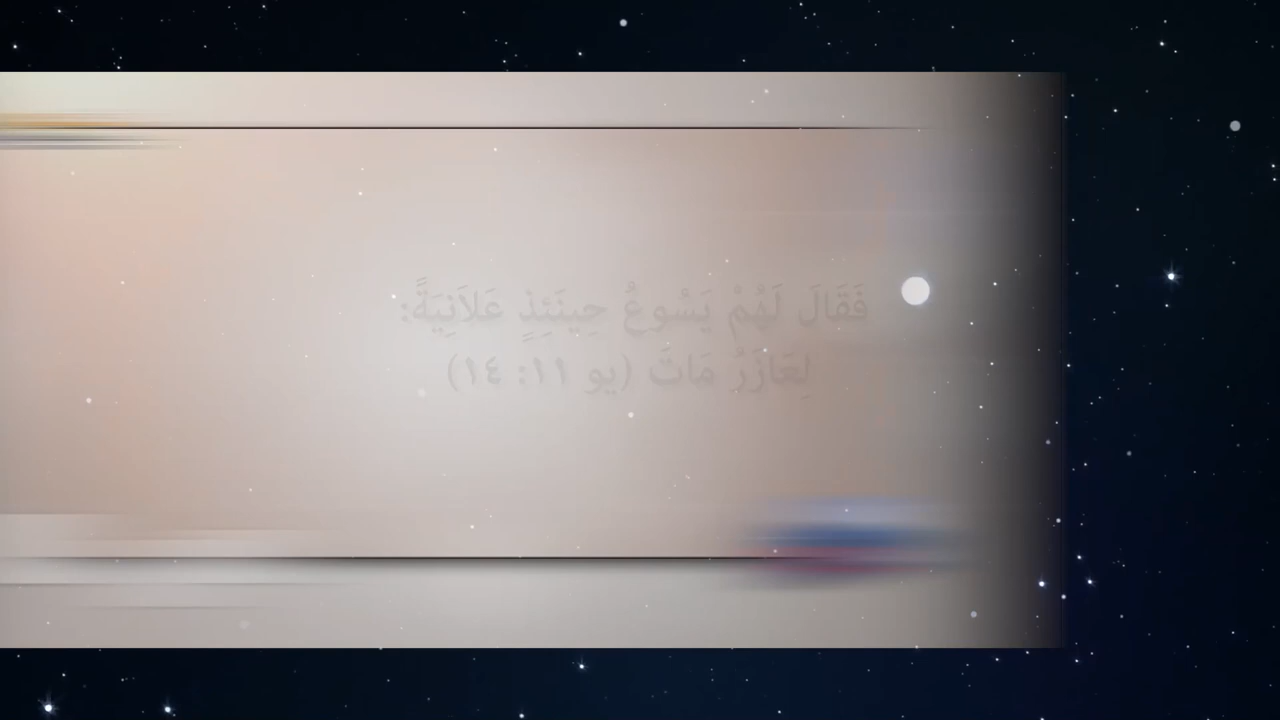 فَقَالَ لَهُمْ يَسُوعُ حِينَئِذٍ عَلاَنِيَةً:
لِعَازَرُ مَاتَ (يو ١١: ١٤)